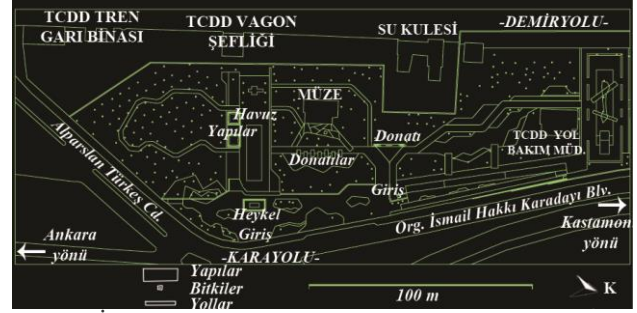 TCDD TREN
GARI BİNASI
TCDD VAGON
ŞEFLİĞİ
SU KULESİ
-DEMİRYOLU-
MÜZE
Havuz
Yapılar
Donatı
Donatılar
TCDD YOL
BAKIM MÜD.
Alparslan Türkeş Cd.
Giriş
Heykel
Giriş
Org. İsmail Hakkı Karadayı Blv.
Ankara
yönü
Kastamon
yönü
-KARAYOLU-
Yapılar
Bitkiler
Yollar
100 m
K